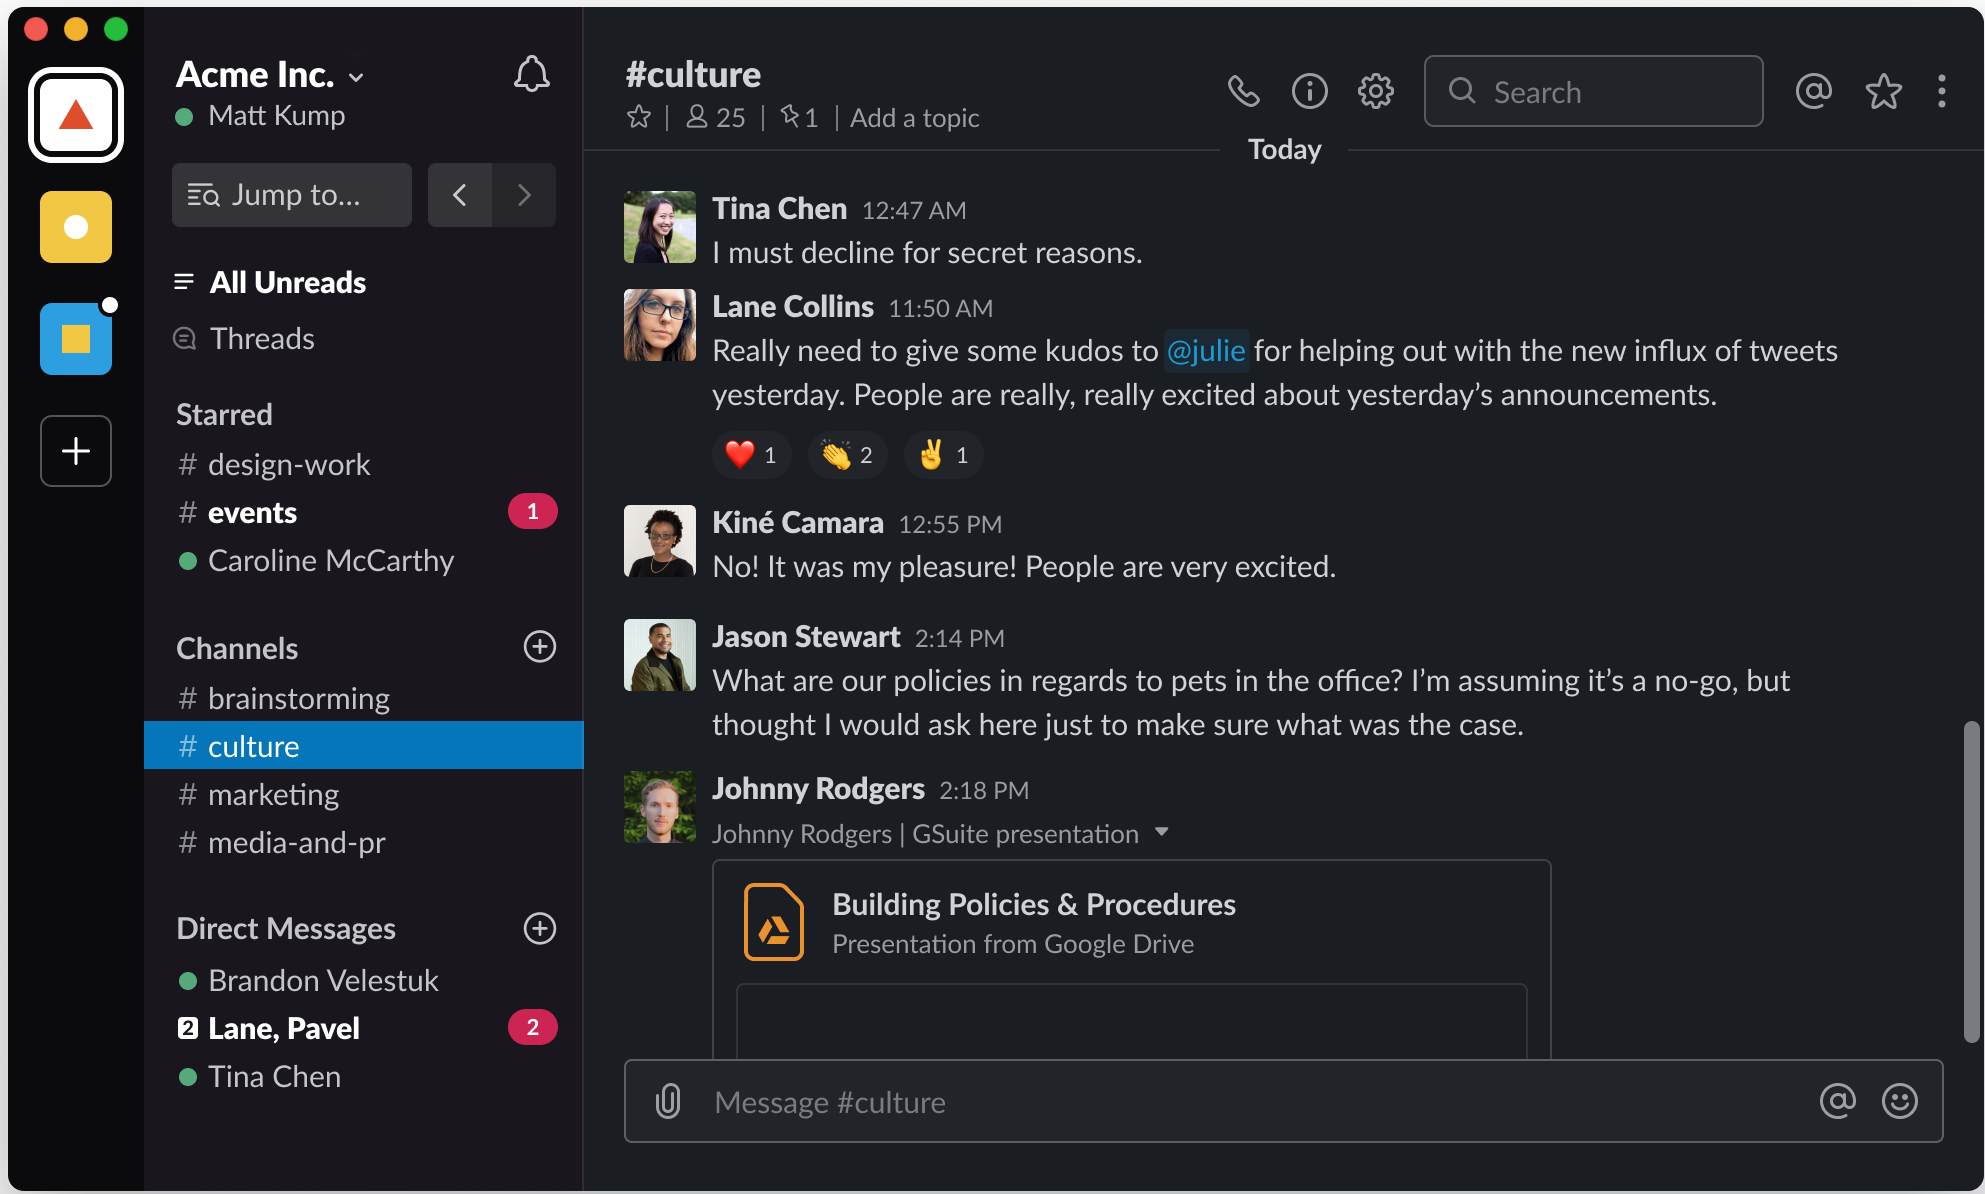 Acme Inc.
Matt Kump
Jump to...
All Unreads
Threads
Starred
# design-work
# events 1
Caroline McCarthy
Channels
# brainstorming
# culture
# marketing
# media-and-pr
Direct Messages
Brandon Velestuk
2 Lane, Pavel 2
Tina Chen
#culture
25 | 1 | Add a topic
Search
Today
Tina Chen 12:47 AM
I must decline for secret reasons.
Lane Collins 11:50 AM
Really need to give some kudos to @julie for helping out with the new influx of tweets
yesterday. People are really, really excited about yesterday’s announcements.
1 2 1
Kiné Camara 12:55 PM
No! It was my pleasure! People are very excited.
Jason Stewart 2:14 PM
What are our policies in regards to pets in the office? I’m assuming it’s a no-go, but
thought I would ask here just to make sure what was the case.
Johnny Rodgers 2:18 PM
Johnny Rodgers | GSuite presentation
Building Policies & Procedures
Presentation from Google Drive
Message #culture